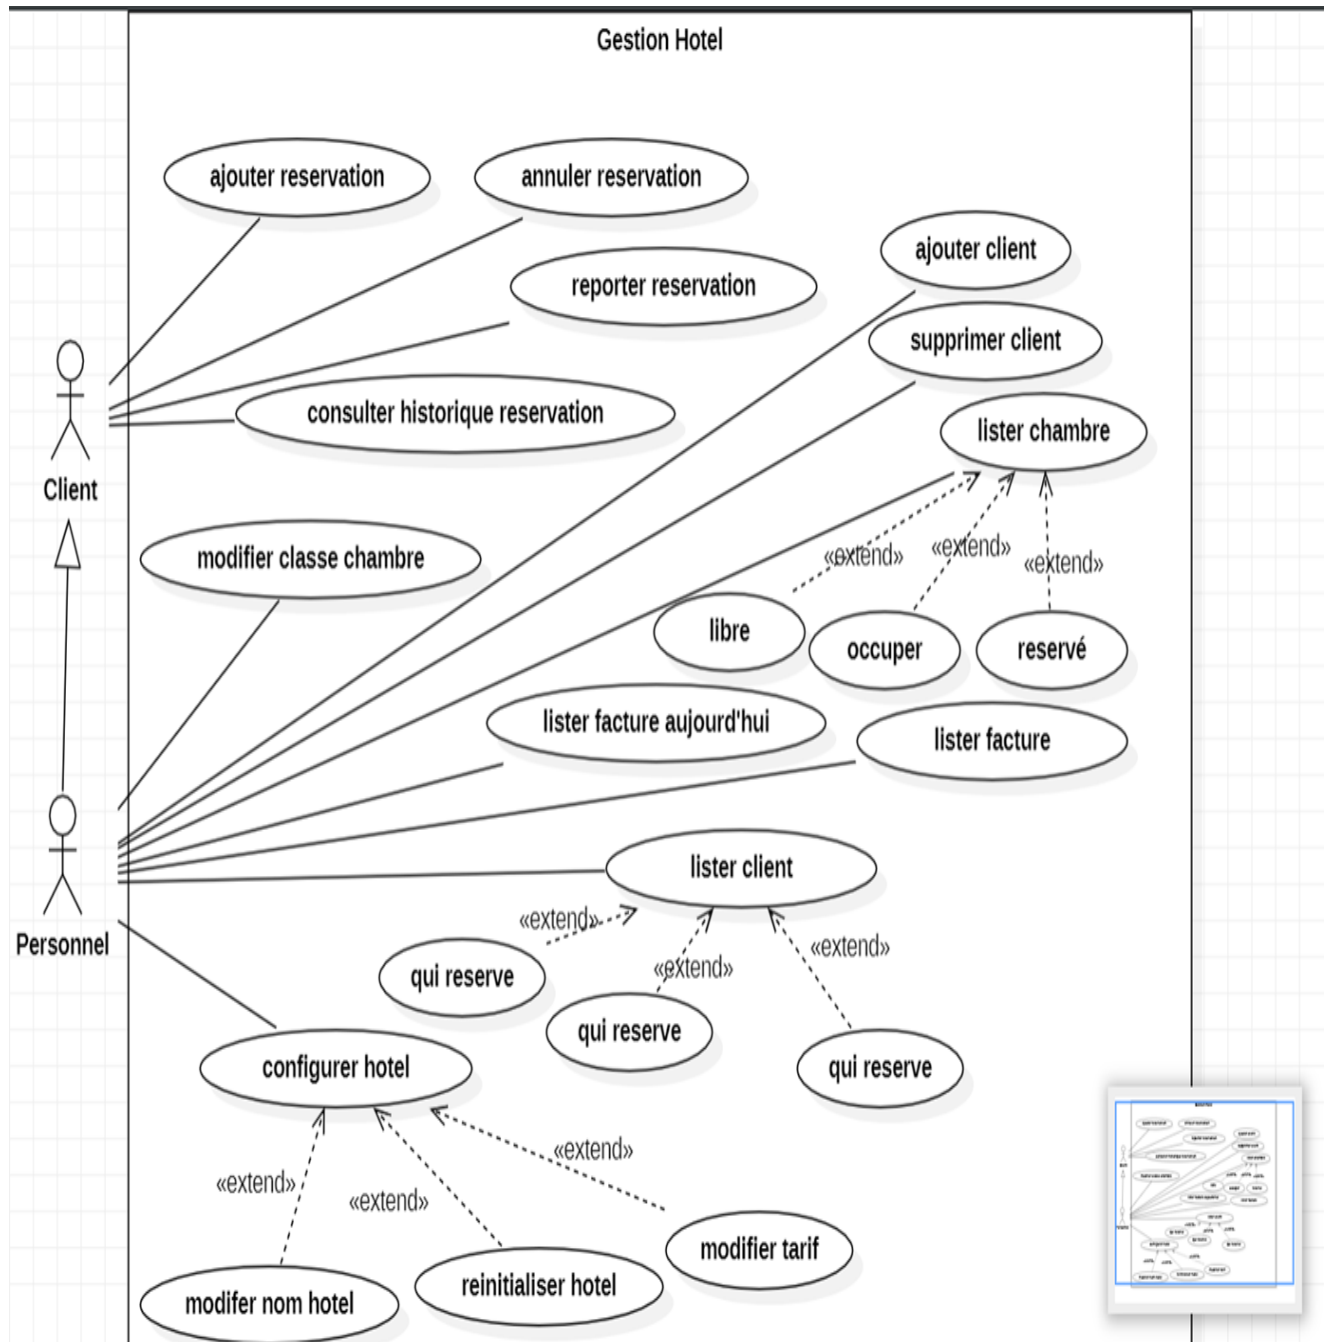 Gestion Hotel
ajouter reservation
annuler reservation
ajouter client
reporter reservation
supprimer client
consulter historique reservation
lister chambre
Client
modifier classe chambre
«extend»
«extend»
«extend»
libre
occuper
reservé
lister facture aujourd'hui
lister facture
lister client
«extend»
Personnel
«extend»
«extend»
qui reserve
qui reserve
qui reserve
configurer hotel
«extend»
«extend»
«extend»
modifier tarif
reinitialiser hotel
modifer nom hotel